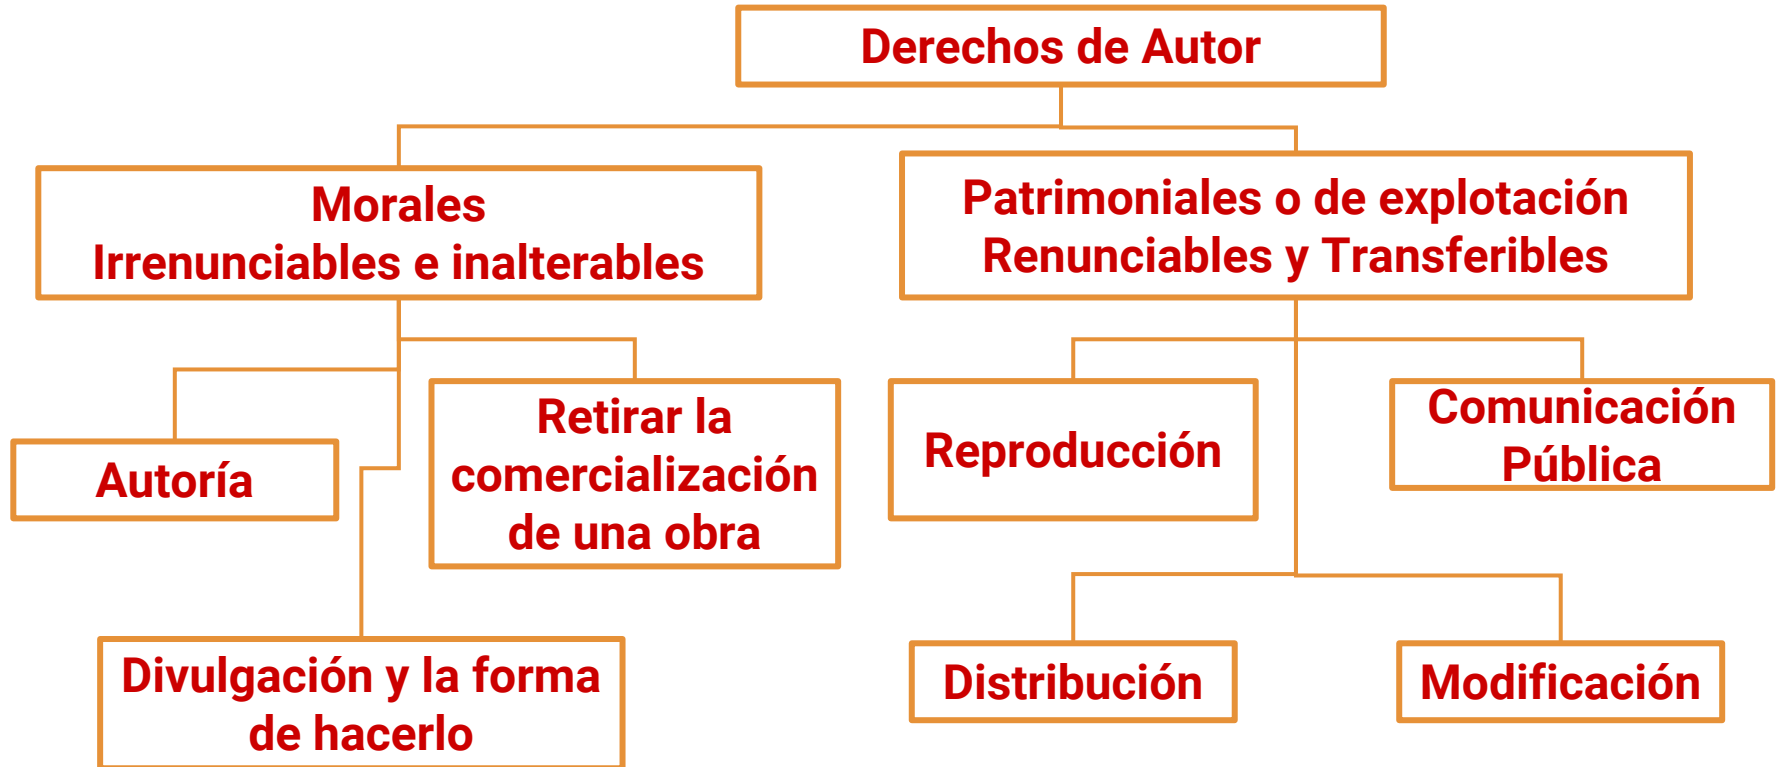 Derechos de Autor
Morales
Irrenunciables e inalterables
Patrimoniales o de explotación
Renunciables y Transferibles
Autoría
Retirar la
comercialización
de una obra
Reproducción
Comunicación
Pública
Divulgación y la forma
de hacerlo
Distribución
Modificación